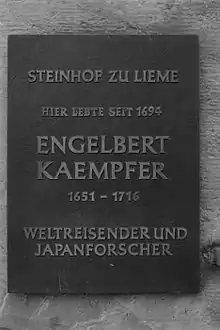 STEINHOF ZU LIEME
HIER LEBTE SEIT 1694
ENGELBERT
KAEMPFER
1651 - 1716
WELTREISENDER UND
JAPANFORSCHER